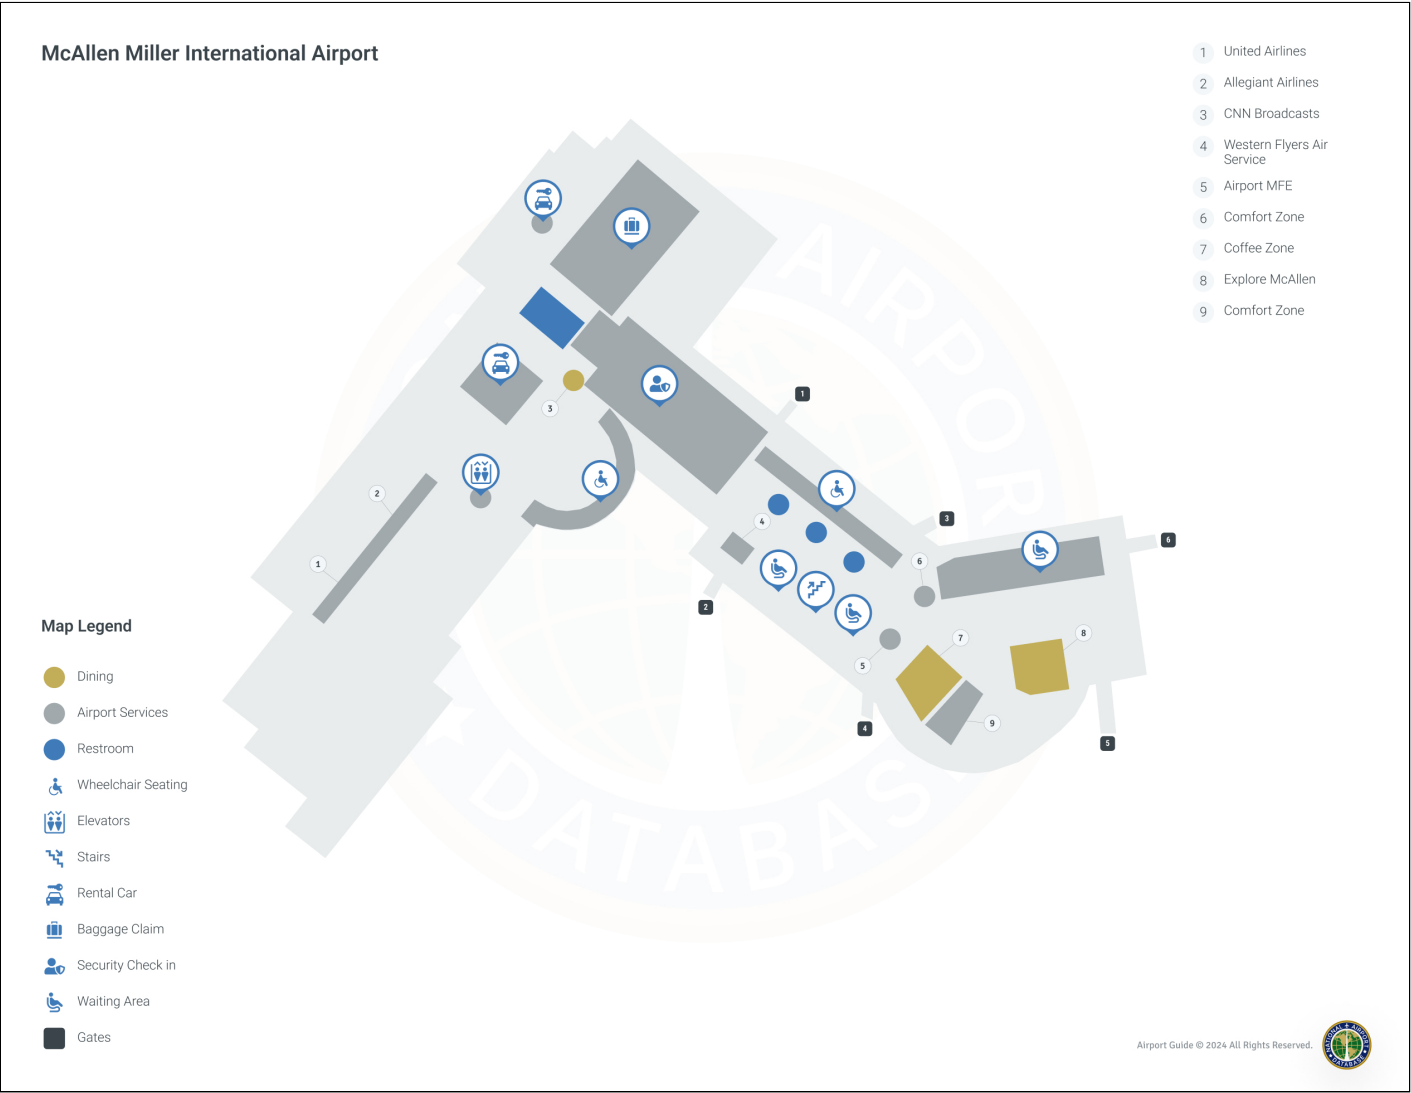 McAllen Miller International Airport
1 United Airlines
2 Allegiant Airlines
3 CNN Broadcasts
4 Western Flyers Air
Service
5 Airport MFE
6 Comfort Zone
7 Coffee Zone
8 Explore McAllen
9 Comfort Zone
AIRPORT
DATABASE
1
3
2
3
4
6
6
1
2
7
8
5
4
9
5
Map Legend
Dining
Airport Services
Restroom
Wheelchair Seating
Elevators
Stairs
Rental Car
Baggage Claim
Security Check in
Waiting Area
Gates
Airport Guide © 2024 All Rights Reserved.
NATIONAL AIRPORT
DATABASE